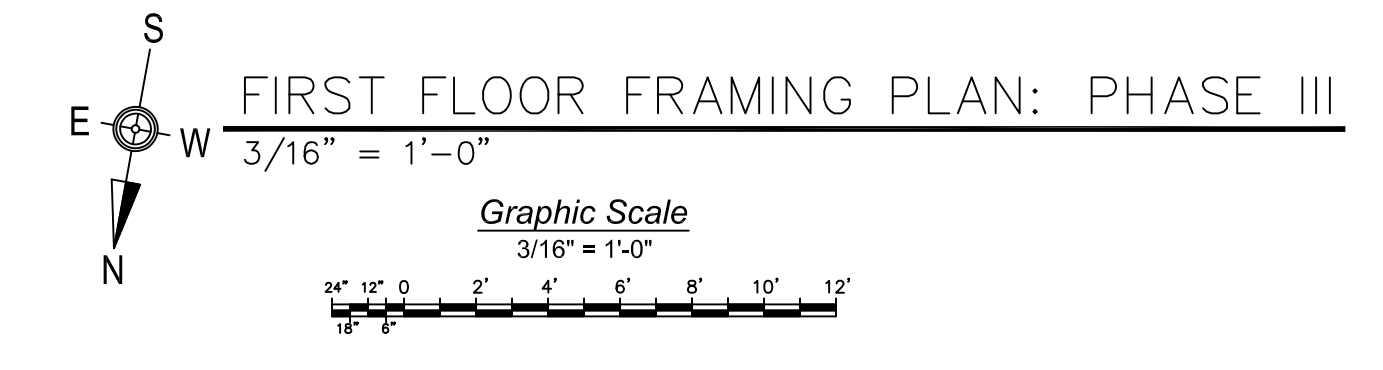 S
E
W
N
FIRST FLOOR FRAMING PLAN: PHASE III
3/16” = 1’-0”
Graphic Scale
3/16" = 1'-0"
24” 12” 0 2’ 4’ 6’ 8’ 10’ 12’
18” 6”